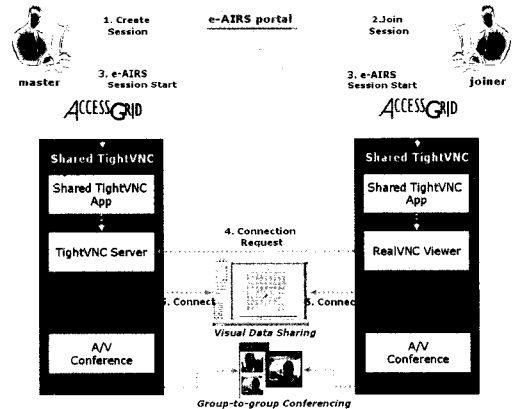 1. Create
Session
e-AIRS portal
2.Join
Session
master
joiner
3. e-AIRS
Session Start
3. e-AIRS
Session Start
ACCESSGRID
ACCESSGRID
Shared TightVNC
Shared TightVNC
App
TightVNC Server
A/V
Conference
Shared TightVNC
Shared TightVNC
App
RealVNC Viewer
A/V
Conference
4. Connection
Request
5. Connect
5. Connec
Visual Data Sharing
Group-to-group Conferencing